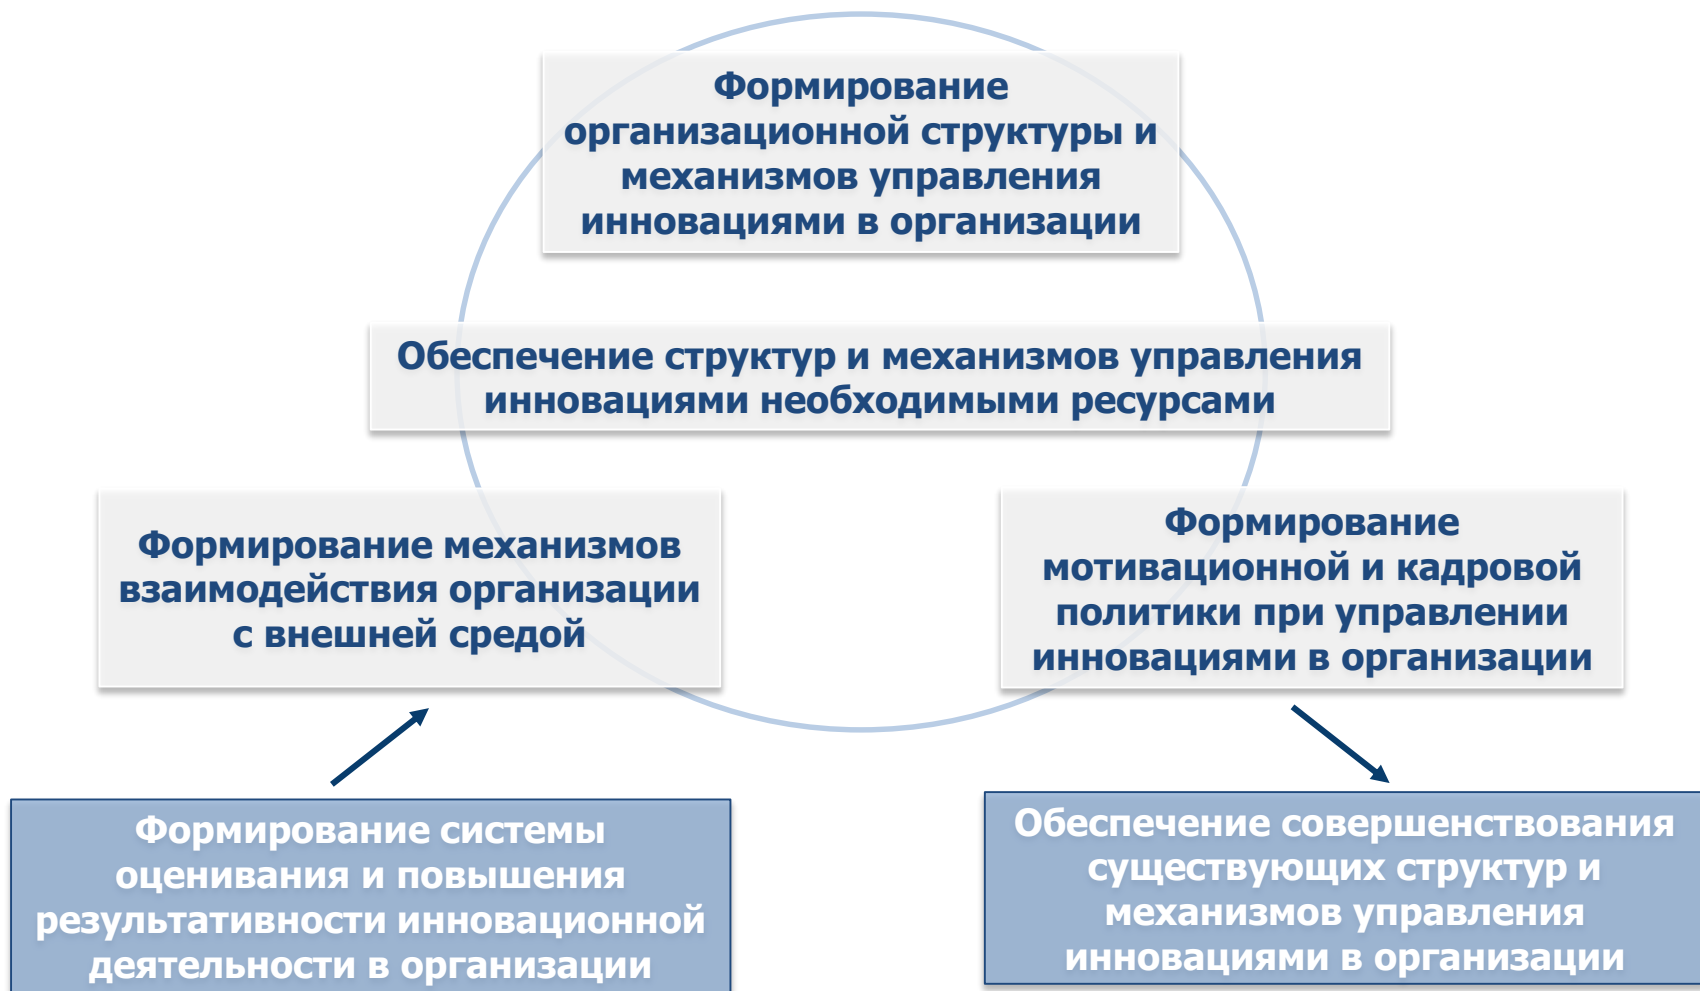 Формирование
организационной структуры и
механизмов управления
инновациями в организации
Обеспечение структур и механизмов управления
инновациями необходимыми ресурсами
Формирование механизмов
взаимодействия организации
с внешней средой
Формирование
мотивационной и кадровой
политики при управлении
инновациями в организации
Формирование системы
оценивания и повышения
результативности инновационной
деятельности в организации
Обеспечение совершенствования
существующих структур и
механизмов управления
инновациями в организации